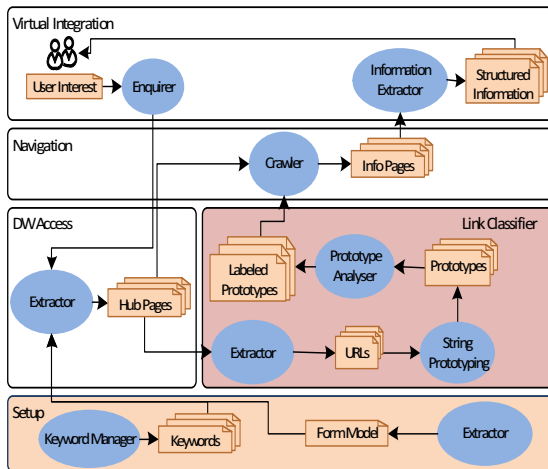 Virtual Integration
User Interest
Enquirer
Information
Extractor
Structured
Information
Navigation
Crawler
Info Pages
DW Access
Extractor
Hub Pages
Link Classifier
Labeled
Prototypes
Prototype
Analyser
Prototypes
Extractor
URLs
String
Prototyping
Setup
Keyword Manager
Keywords
Form Model
Extractor